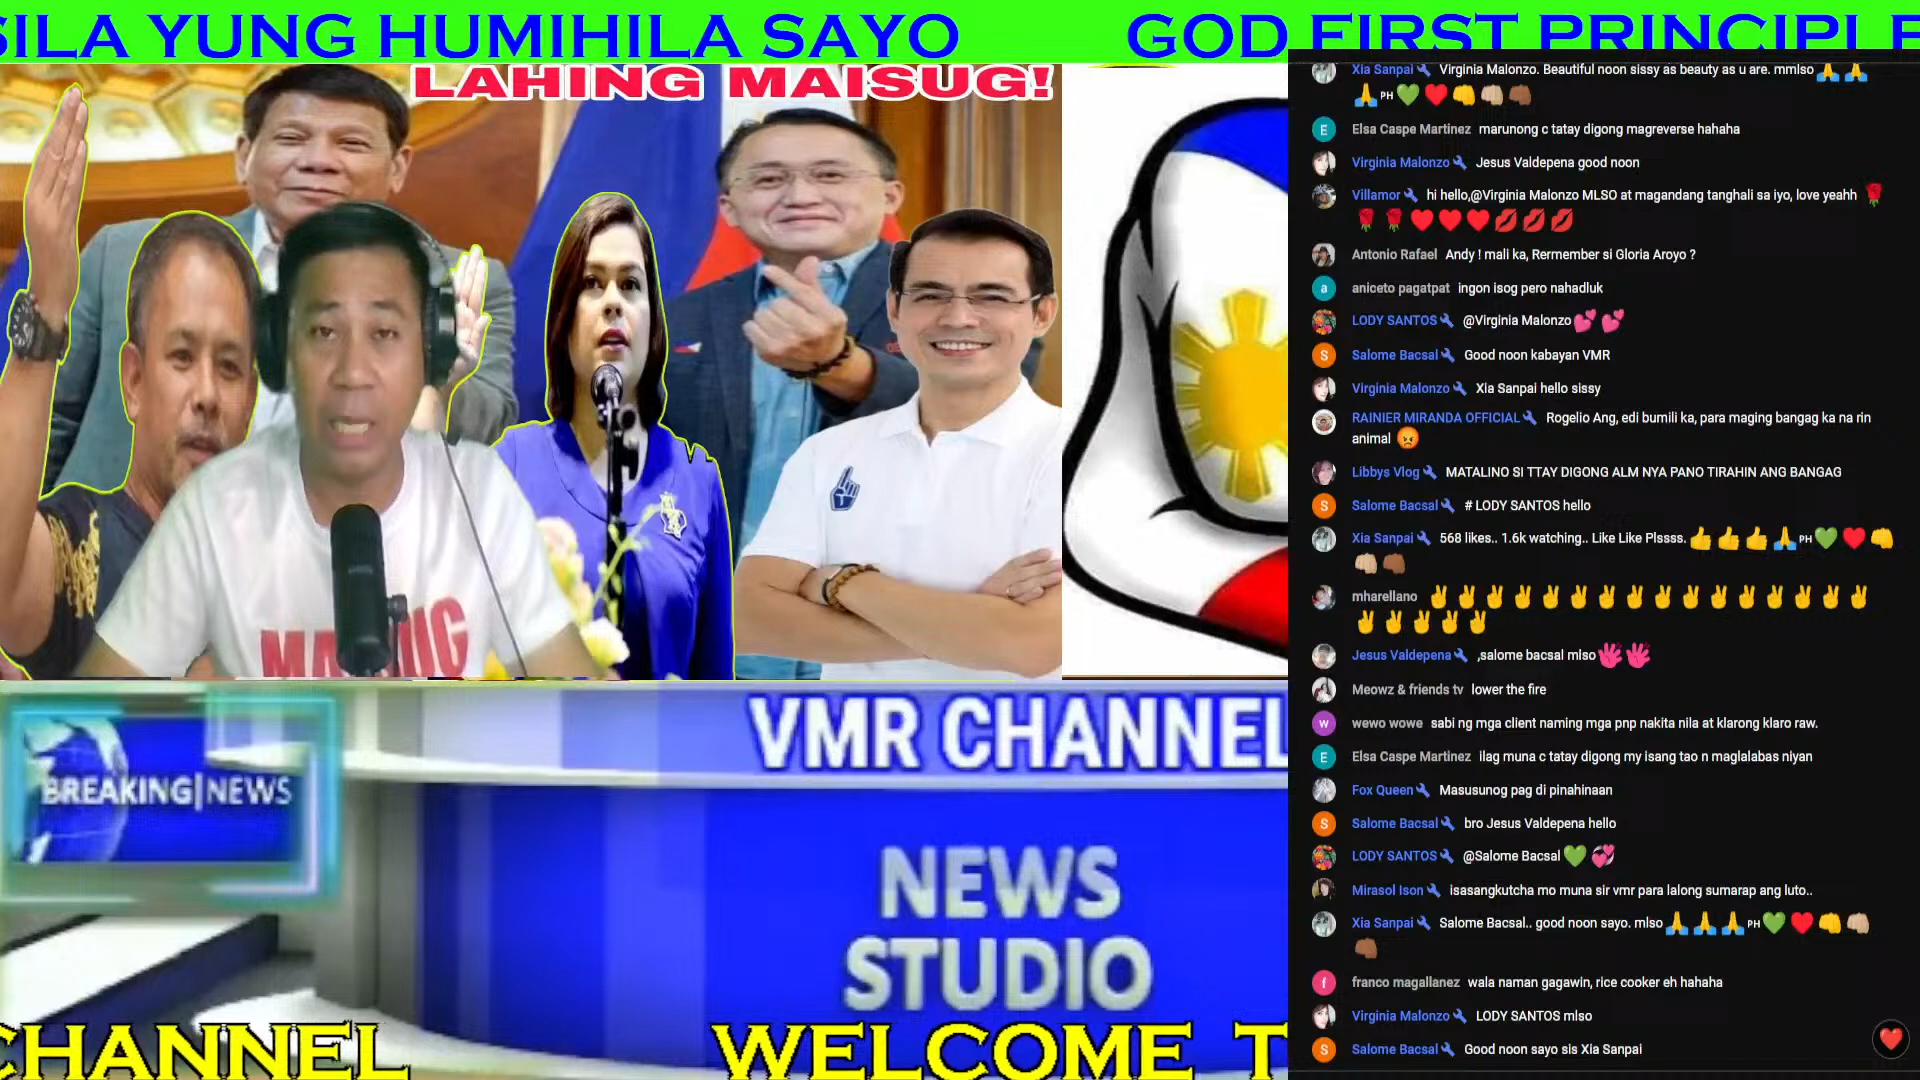 SILA YUNG HUMIHILA SAYO GOD FIRST PRINCIPLE
LAHING MAISUG!
VMR CHANNEL
BREAKING|NEWS
NEWS
STUDIO
CHANNEL WELCOME T
Xia Sanpai Virginia Malonzo. Beautiful noon sissy as beauty as u are. mmlso 🙏🙏
🙏PH💚❤️👊👊🏼👊🏾
E Elsa Caspe Martinez marunong c tatay digong magreverse hahaha
Virginia Malonzo Jesus Valdepena good noon
Villamor hi hello,@Virginia Malonzo MLSO at magandang tanghali sa iyo, love yeahh 🌹
🌹🌹❤️❤️❤️💋💋💋
Antonio Rafael Andy ! mali ka, Rermember si Gloria Aroyo ?
a aniceto pagatpat ingon isog pero nahadluk
LODY SANTOS @Virginia Malonzo💕💕
S Salome Bacsal Good noon kabayan VMR
Virginia Malonzo Xia Sanpai hello sissy
RAINIER MIRANDA OFFICIAL Rogelio Ang, edi bumili ka, para maging bangag ka na rin
animal 😡
Libbys Vlog MATALINO SI TTAY DIGONG ALM NYA PANO TIRAHIN ANG BANGAG
S Salome Bacsal # LODY SANTOS hello
Xia Sanpai 568 likes.. 1.6k watching.. Like Like Plssss. 👍👍👍🙏PH💚❤️👊
👊🏼👊🏾
mharellano ✌️✌️✌️✌️✌️✌️✌️✌️✌️✌️✌️✌️✌️✌️✌️✌️
✌️✌️✌️✌️✌️
Jesus Valdepena ,salome bacsal mlso👋👋
Meowz & friends tv lower the fire
w wewo wowe sabi ng mga client naming mga pnp nakita nila at klarong klaro raw.
E Elsa Caspe Martinez ilag muna c tatay digong my isang tao n maglalabas niyan
Fox Queen Masusunog pag di pinahinaan
S Salome Bacsal bro Jesus Valdepena hello
LODY SANTOS @Salome Bacsal💚💞
Mirasol Ison isasangkutcha mo muna sir vmr para lalong sumarap ang luto..
Xia Sanpai Salome Bacsal.. good noon sayo. mlso🙏🙏🙏PH💚❤️👊👊🏼
👊🏾
f franco magallanez wala naman gagawin, rice cooker eh hahaha
Virginia Malonzo LODY SANTOS mlso
S Salome Bacsal Good noon sayo sis Xia Sanpai